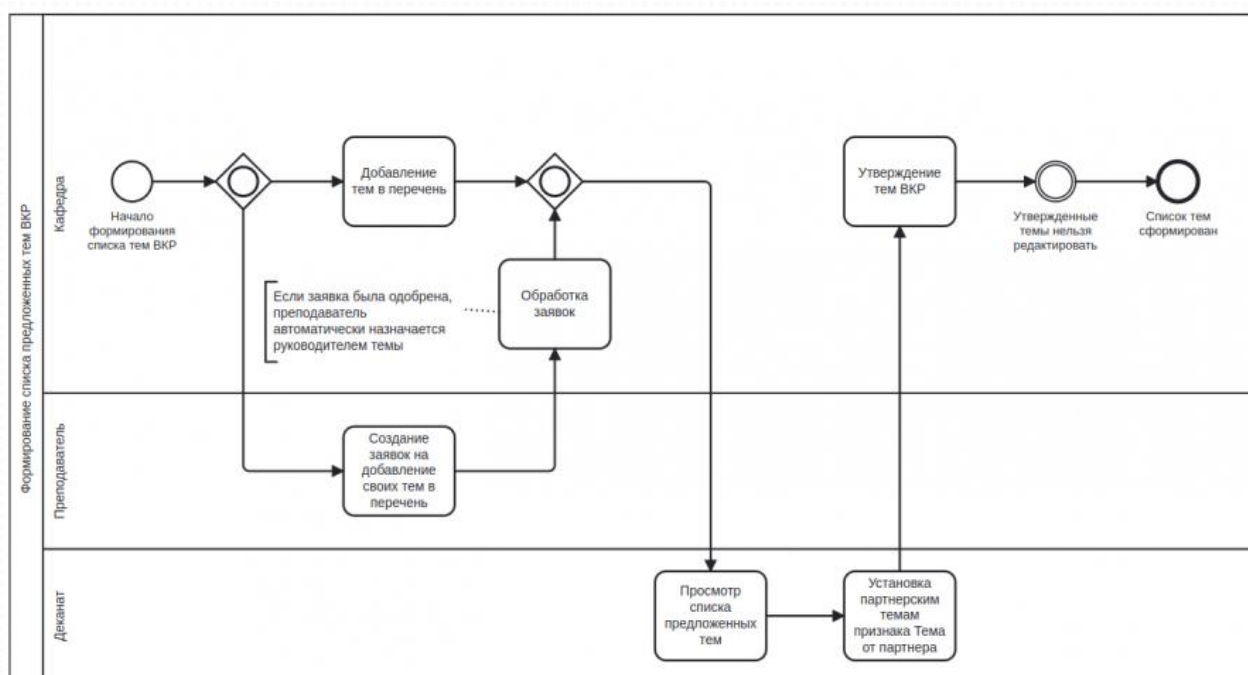 Формирование списка предложенных тем ВКР
Кафедра
Начало
формирования
списка тем ВКР
Добавление
тем в перечень
Если заявка была одобрена,
преподаватель
автоматически назначается
руководителем темы
Обработка
заявок
Утверждение
тем ВКР
Утвержденные
темы нельзя
редактировать
Список тем
сформирован
Преподаватель
Создание
заявок на
добавление
своих тем в
перечень
Деканат
Просмотр
списка
предложенных
тем
Установка
партнерским
темам
признака Тема
от партнера